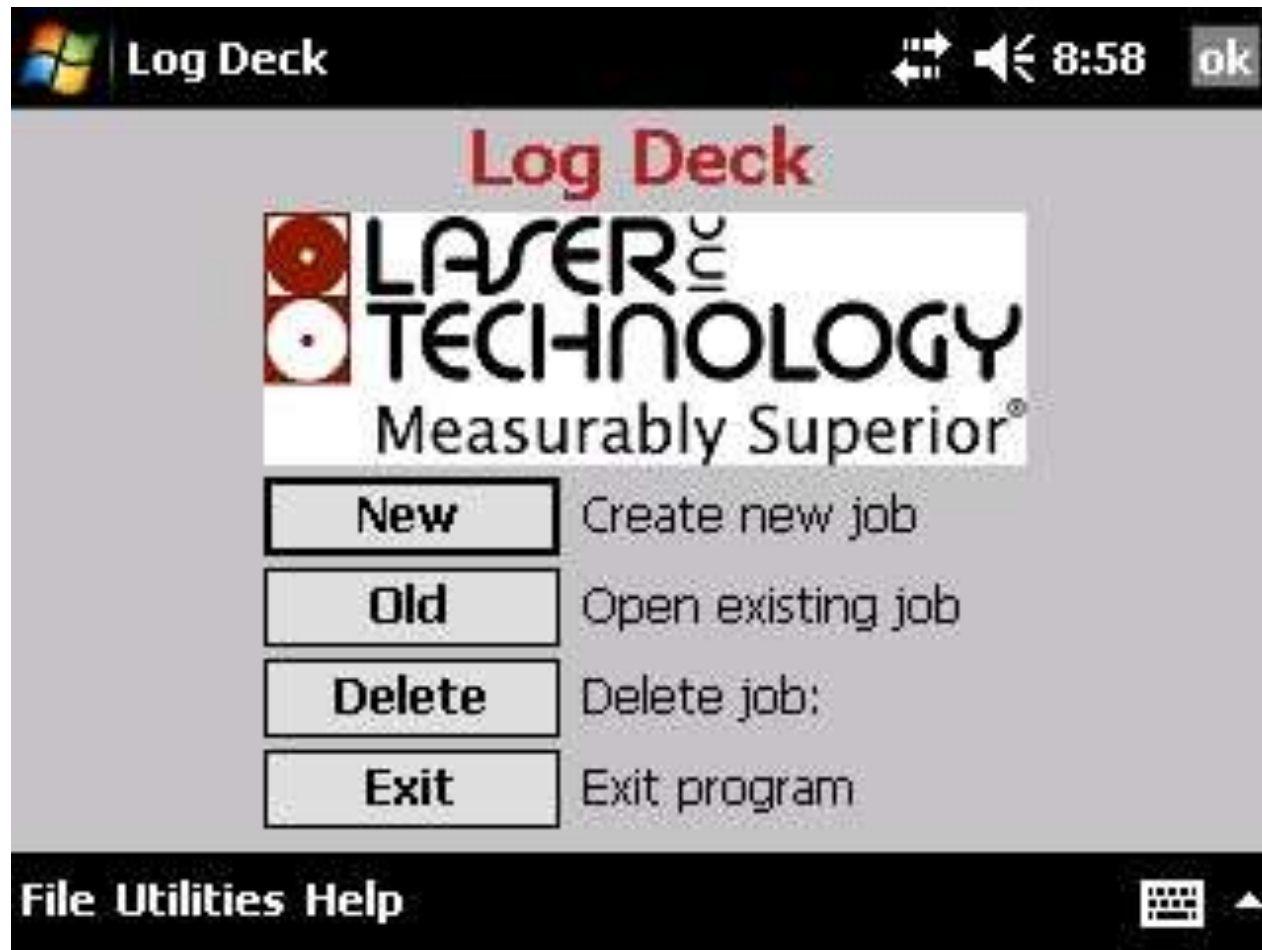 Log Deck 8:58 ok
Log Deck
LASER INC
TECHNOLOGY
Measurably Superior®
New Create new job
Old Open existing job
Delete Delete job:
Exit Exit program
File Utilities Help